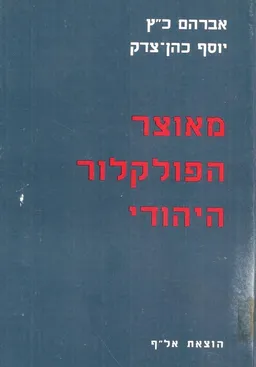 אברהם כ״ץ
יוסף כהן־צדק
מאוצר
הפולקלור
היהודי
הוצאת אל״ף